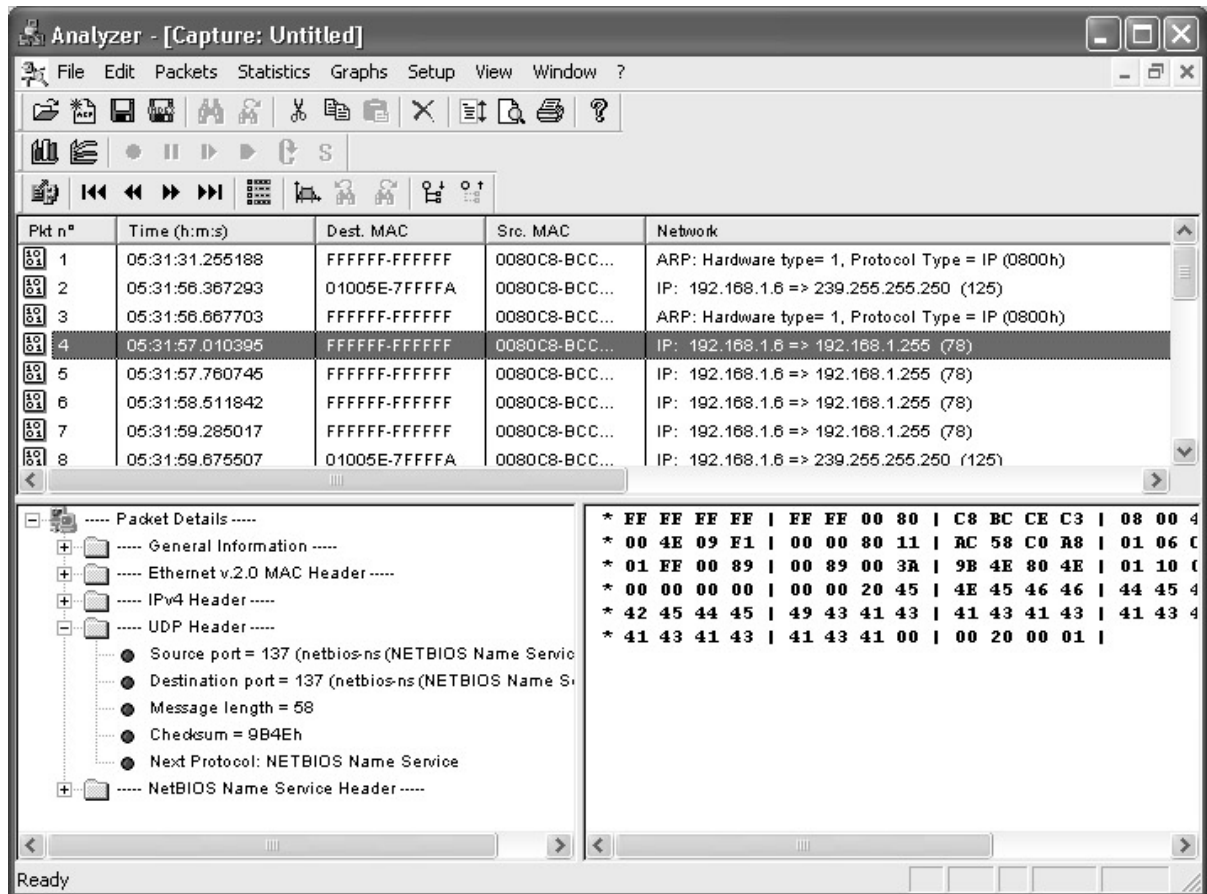 Analyzer - [Capture: Untitled]
File Edit Packets Statistics Graphs Setup View Window ?
S
Pkt n° Time (h:m:s) Dest. MAC Src. MAC Network
1 05:31:31.255188 FFFFFF-FFFFFF 0080C8-BCC... ARP: Hardware type= 1, Protocol Type = IP (0800h)
2 05:31:56.367293 01005E-7FFFFA 0080C8-BCC... IP: 192.168.1.6 => 239.255.255.250 (125)
3 05:31:56.667703 FFFFFF-FFFFFF 0080C8-BCC... ARP: Hardware type= 1, Protocol Type = IP (0800h)
4 05:31:57.010395 FFFFFF-FFFFFF 0080C8-BCC... IP: 192.168.1.6 => 192.168.1.255 (78)
5 05:31:57.760745 FFFFFF-FFFFFF 0080C8-BCC... IP: 192.168.1.6 => 192.168.1.255 (78)
6 05:31:58.511842 FFFFFF-FFFFFF 0080C8-BCC... IP: 192.168.1.6 => 192.168.1.255 (78)
7 05:31:59.285017 FFFFFF-FFFFFF 0080C8-BCC... IP: 192.168.1.6 => 192.168.1.255 (78)
8 05:31:59.675507 01005E-7FFFFA 0080C8-BCC... IP: 192.168.1.6 => 239.255.255.250 (125)
----- Packet Details -----
----- General Information -----
----- Ethernet v.2.0 MAC Header -----
----- IPv4 Header -----
----- UDP Header -----
Source port = 137 (netbios-ns (NETBIOS Name Servic
Destination port = 137 (netbios-ns (NETBIOS Name S
Message length = 58
Checksum = 9B4Eh
Next Protocol: NETBIOS Name Service
----- NetBIOS Name Service Header -----
* FF FF FF FF | FF FF 00 80 | C8 BC CE C3 | 08 00 4
* 00 4E 09 F1 | 00 00 80 11 | AC 58 C0 A8 | 01 06
* 01 FF 00 89 | 00 89 00 3A | 9B 4E 80 4E | 01 10
* 00 00 00 00 | 00 00 20 45 | 4E 45 46 46 | 44 45 4
* 42 45 44 45 | 49 43 41 43 | 41 43 41 43 | 41 43 4
* 41 43 41 43 | 41 43 41 00 | 00 20 00 01 |
Ready